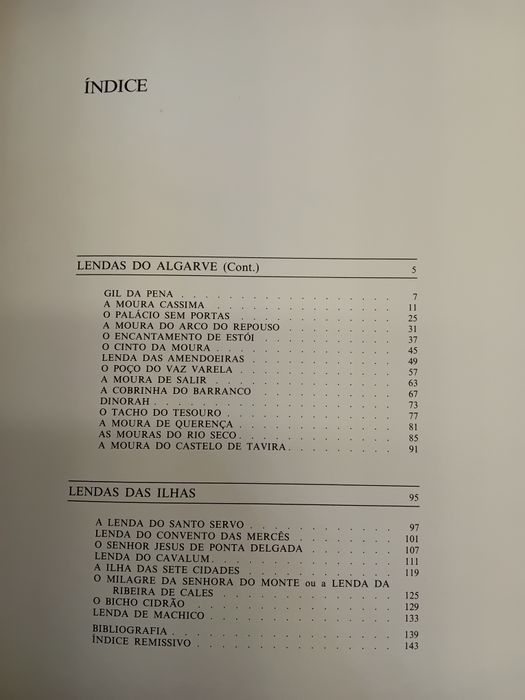 ÍNDICE
LENDAS DO ALGARVE (Cont.) 5
GIL DA PENA . . . . . . . . . . . . . . . . . . 7
A MOURA CASSIMA . . . . . . . . . . . . . . . . 11
O PALÁCIO SEM PORTAS . . . . . . . . . . . . . . 25
A MOURA DO ARCO DO REPOUSO . . . . . . . . . . 31
O ENCANTAMENTO DE ESTÓI . . . . . . . . . . . . 37
O CINTO DA MOURA . . . . . . . . . . . . . . . 45
LENDA DAS AMENDOEIRAS . . . . . . . . . . . . . 49
O POÇO DO VAZ VARELA . . . . . . . . . . . . . 57
A MOURA DE SALIR . . . . . . . . . . . . . . . 63
A COBRINHA DO BARRANCO . . . . . . . . . . . . 67
DINORAH . . . . . . . . . . . . . . . . . . . . 73
O TACHO DO TESOURO . . . . . . . . . . . . . . 77
A MOURA DE QUERENÇA . . . . . . . . . . . . . . 81
AS MOURAS DO RIO SECO . . . . . . . . . . . . . 85
A MOURA DO CASTELO DE TAVIRA . . . . . . . . . 91
LENDAS DAS ILHAS 95
A LENDA DO SANTO SERVO . . . . . . . . . . . . 97
LENDA DO CONVENTO DAS MERCÊS . . . . . . . . . 101
O SENHOR JESUS DE PONTA DELGADA . . . . . . . 107
LENDA DO CAVALUM . . . . . . . . . . . . . . . 111
A ILHA DAS SETE CIDADES . . . . . . . . . . . . 119
O MILAGRE DA SENHORA DO MONTE ou a LENDA DA
RIBEIRA DE CALES . . . . . . . . . . . . . . 125
O BICHO CIDRÃO . . . . . . . . . . . . . . . . 129
LENDA DE MACHICO . . . . . . . . . . . . . . . 133
BIBLIOGRAFIA . . . . . . . . . . . . . . . . . 139
ÍNDICE REMISSIVO . . . . . . . . . . . . . . . 143